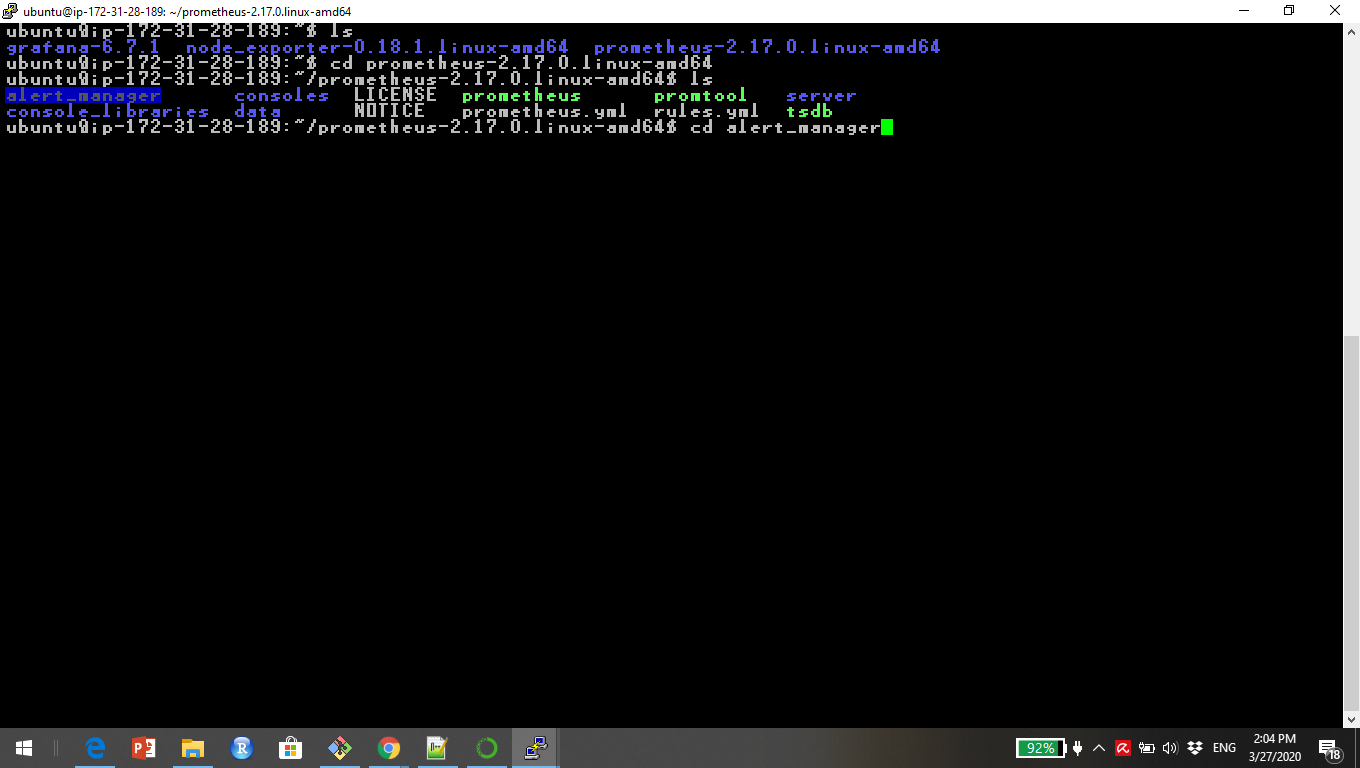 ubuntu@ip-172-31-28-189: ~/prometheus-2.17.0.linux-amd64
ubuntu@ip-172-31-28-189:~$ ls
grafana-6.7.1  node_exporter-0.18.1.linux-amd64  prometheus-2.17.0.linux-amd64
ubuntu@ip-172-31-28-189:~$ cd prometheus-2.17.0.linux-amd64
ubuntu@ip-172-31-28-189:~/prometheus-2.17.0.linux-amd64$ ls
alert_manager      consoles  LICENSE  prometheus      promtool   server
console_libraries  data      NOTICE   prometheus.yml  rules.yml  tsdb
ubuntu@ip-172-31-28-189:~/prometheus-2.17.0.linux-amd64$ cd alert_manager
92% ENG 2:04 PM
3/27/2020 18